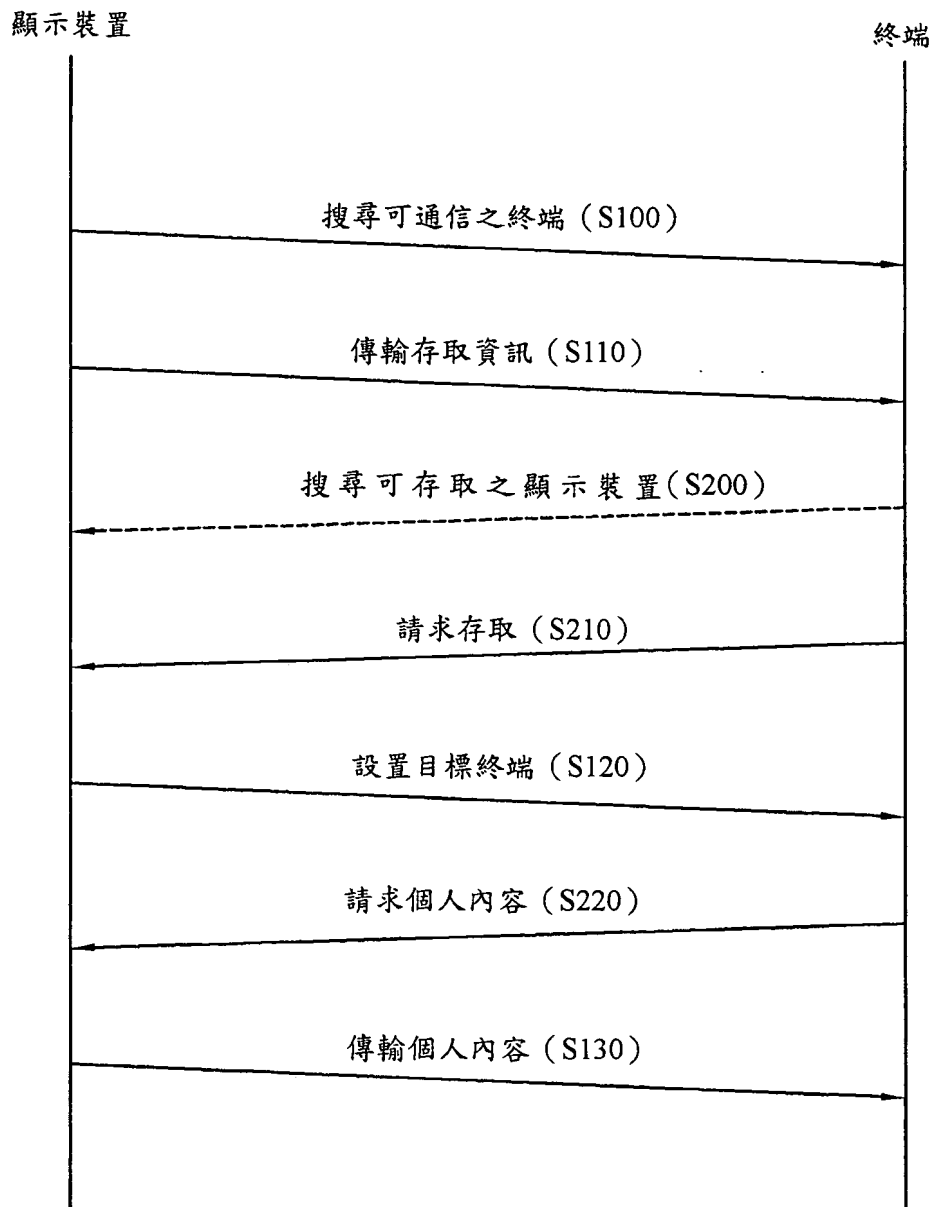 顯示裝置
終端
搜尋可通信之終端（S100）
傳輸存取資訊（S110）
搜尋可存取之顯示裝置(S200)
請求存取（S210）
設置目標終端（S120）
請求個人內容（S220）
傳輸個人內容（S130）